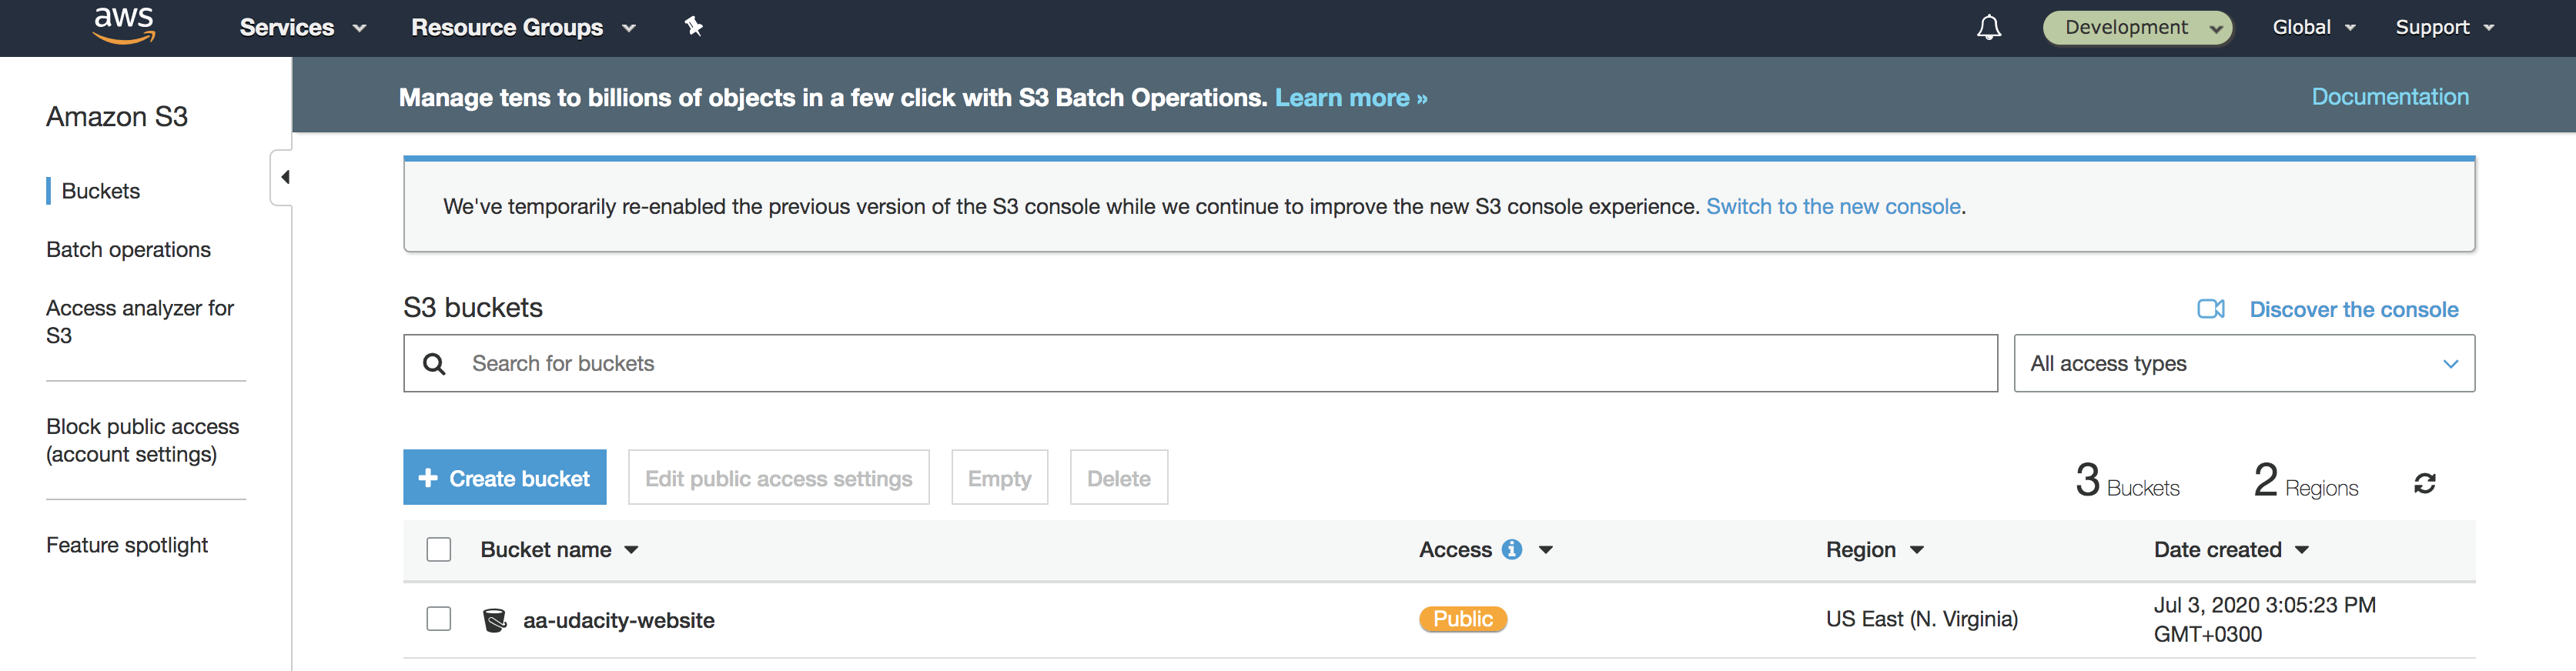 aws Services Resource Groups Development Global Support
Manage tens to billions of objects in a few click with S3 Batch Operations. Learn more » Documentation
Amazon S3
Buckets
Batch operations
Access analyzer for
S3
Block public access
(account settings)
Feature spotlight
We've temporarily re-enabled the previous version of the S3 console while we continue to improve the new S3 console experience. Switch to the new console.
S3 buckets Discover the console
Search for buckets All access types
+ Create bucket Edit public access settings Empty Delete 3 Buckets 2 Regions
Bucket name Access i Region Date created
aa-udacity-website Public US East (N. Virginia) Jul 3, 2020 3:05:23 PM
GMT+0300